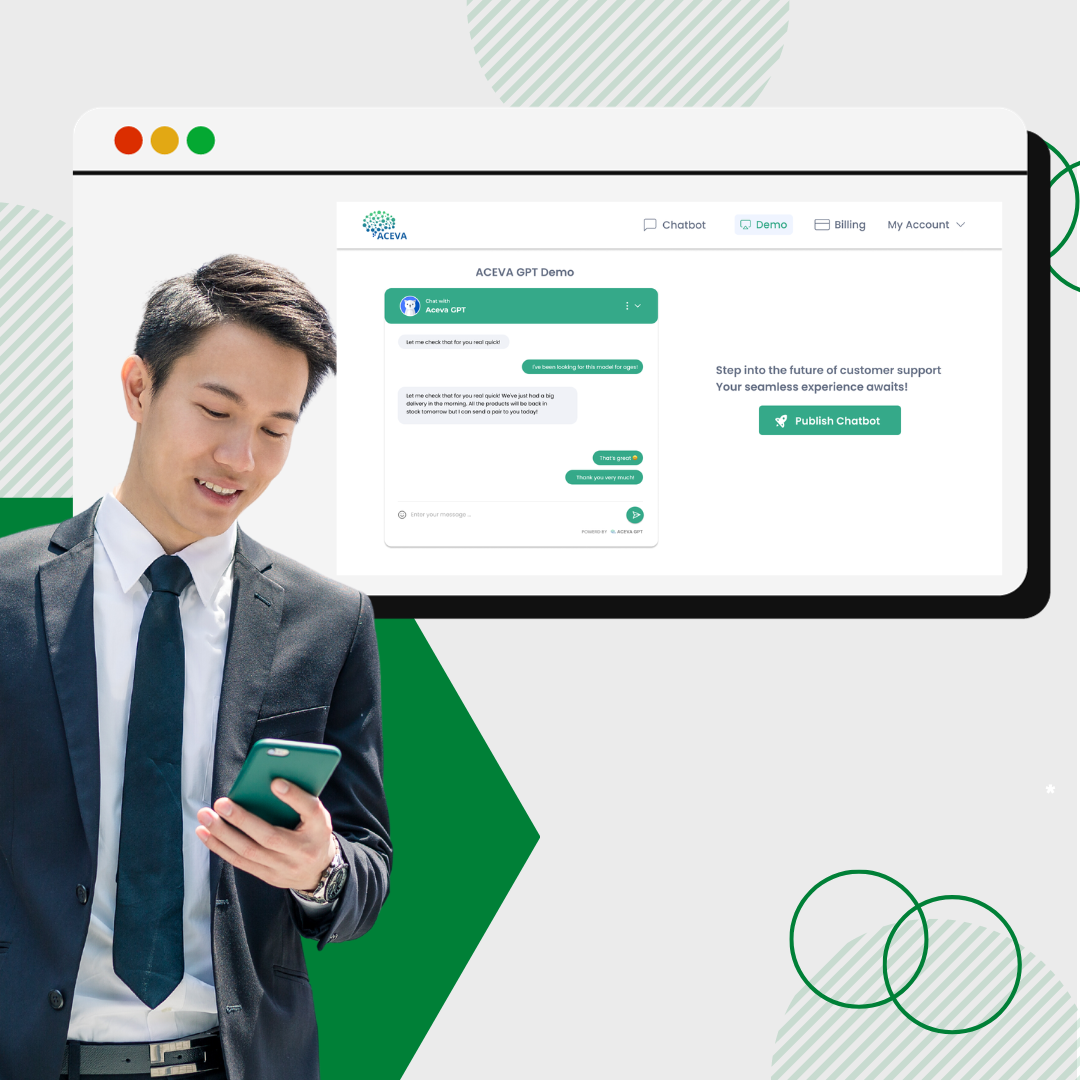 ACEVA
Chatbot
Demo
Billing
My Account
ACEVA GPT Demo
Chat with
Aceva GPT
Let me check that for you real quick!
I've been looking for this model for ages!
Let me check that for you real quick! We've just had a big
delivery in the morning. All the products will be back in
stock tomorrow but I can send a pair to you today!
That's great 😀
Thank you very much!
Enter your message ...
POWERED BY ACEVA GPT
Step into the future of customer support
Your seamless experience awaits!
Publish Chatbot
*